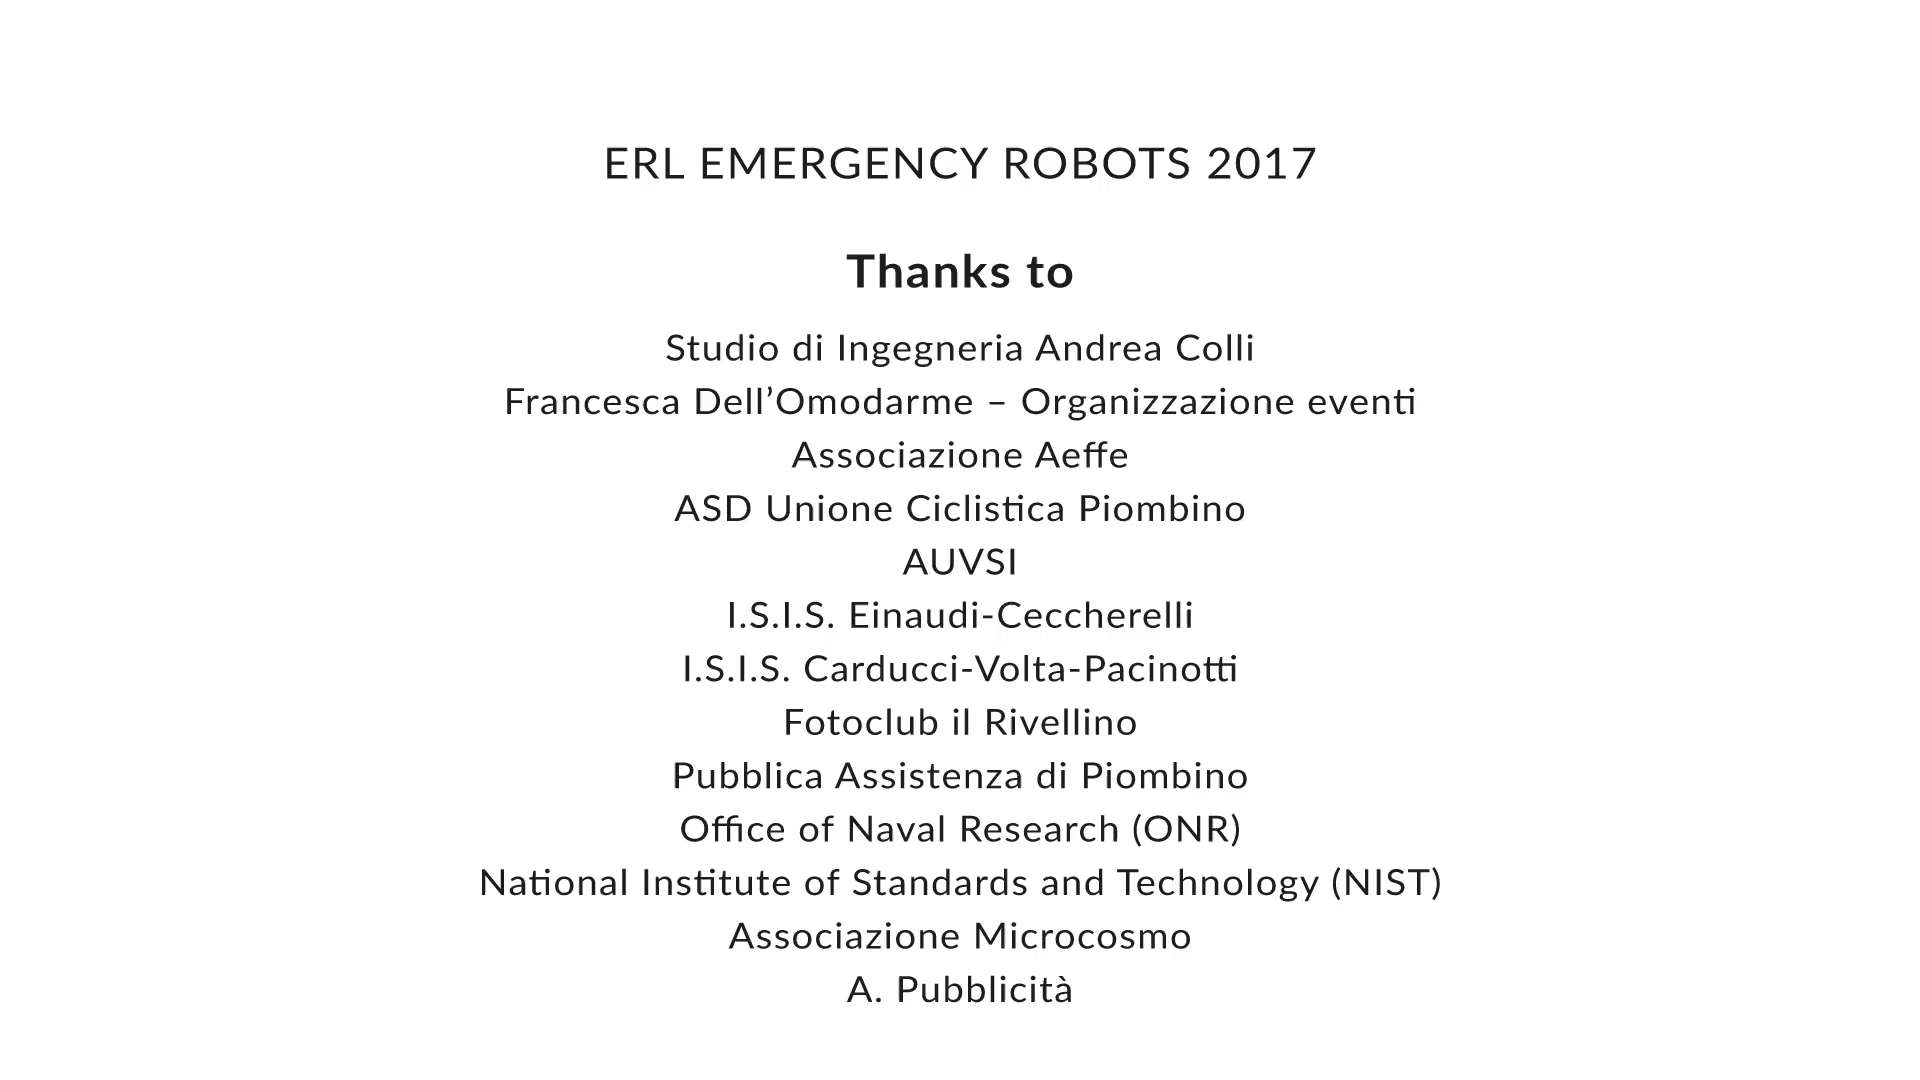 ERL EMERGENCY ROBOTS 2017
Thanks to
Studio di Ingegneria Andrea Colli
Francesca Dell’Omodarme – Organizzazione eventi
Associazione Aeffe
ASD Unione Ciclistica Piombino
AUVSI
I.S.I.S. Einaudi-Ceccherelli
I.S.I.S. Carducci-Volta-Pacinotti
Fotoclub il Rivellino
Pubblica Assistenza di Piombino
Office of Naval Research (ONR)
National Institute of Standards and Technology (NIST)
Associazione Microcosmo
A. Pubblicità